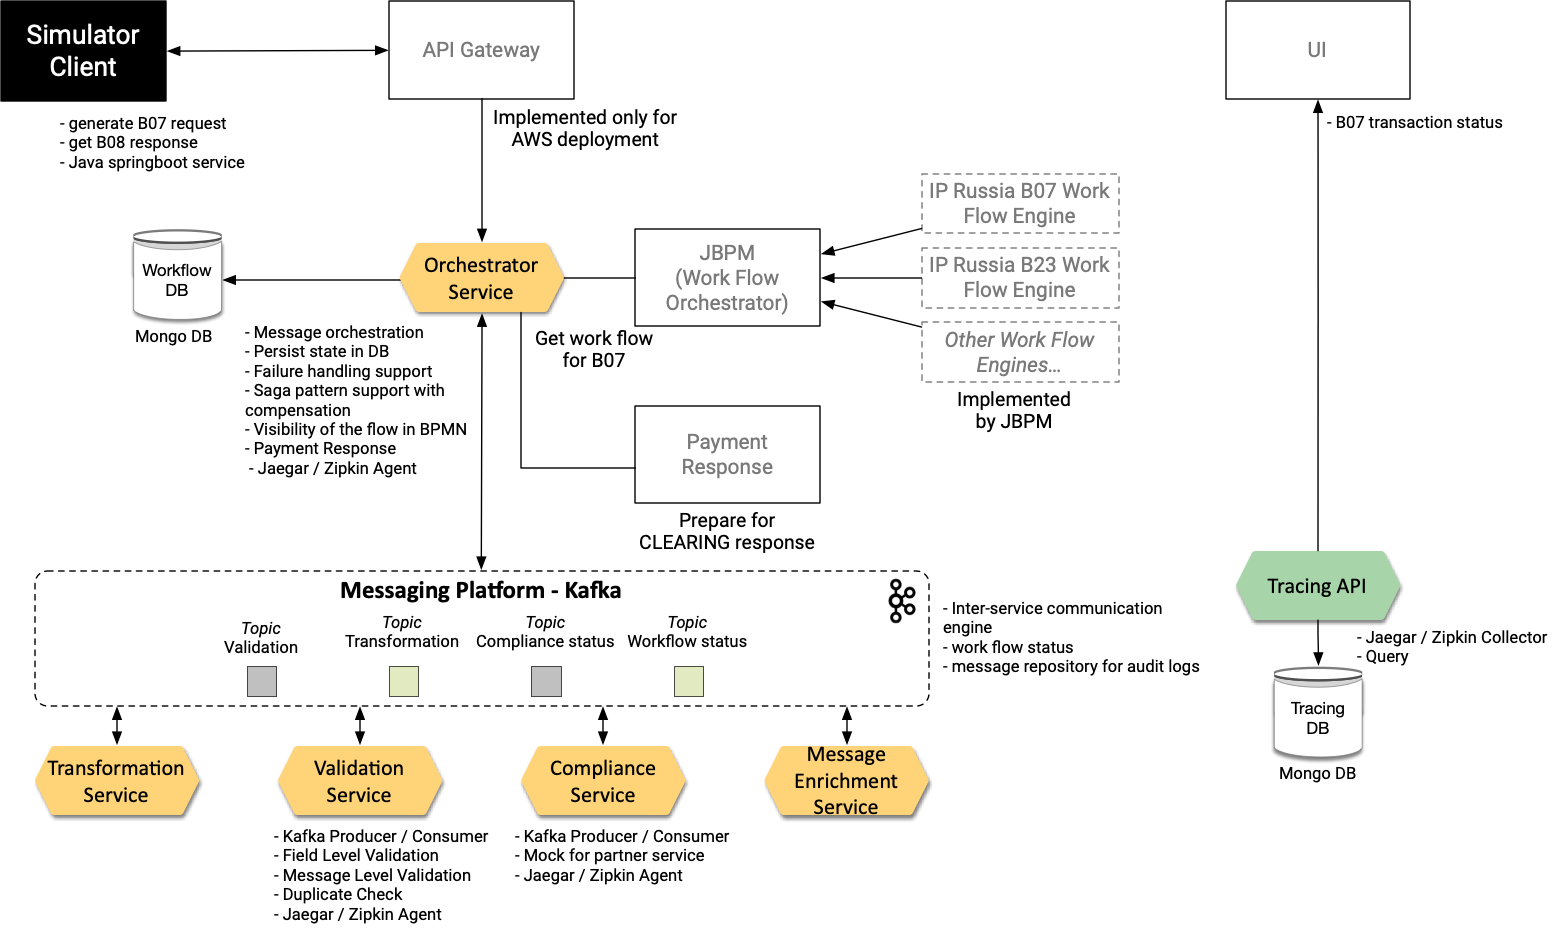 Simulator
Client
API Gateway
UI
- generate B07 request
- get B08 response
- Java springboot service
Implemented only for
AWS deployment
- B07 transaction status
Workflow
DB
Mongo DB
Orchestrator
Service
JBPM
(Work Flow
Orchestrator)
IP Russia B07 Work
Flow Engine
IP Russia B23 Work
Flow Engine
Other Work Flow
Engines...
Implemented
by JBPM
- Message orchestration
- Persist state in DB
- Failure handling support
- Saga pattern support with
compensation
- Visibility of the flow in BPMN
- Payment Response
- Jaegar / Zipkin Agent
Get work flow
for B07
Payment
Response
Prepare for
CLEARING response
Messaging Platform - Kafka
Topic
Validation
Topic
Transformation
Topic
Compliance status
Topic
Workflow status
- Inter-service communication
engine
- work flow status
- message repository for audit logs
Tracing API
- Jaegar / Zipkin Collector
- Query
Tracing
DB
Mongo DB
Transformation
Service
Validation
Service
Compliance
Service
Message
Enrichment
Service
- Kafka Producer / Consumer
- Field Level Validation
- Message Level Validation
- Duplicate Check
- Jaegar / Zipkin Agent
- Kafka Producer / Consumer
- Mock for partner service
- Jaegar / Zipkin Agent